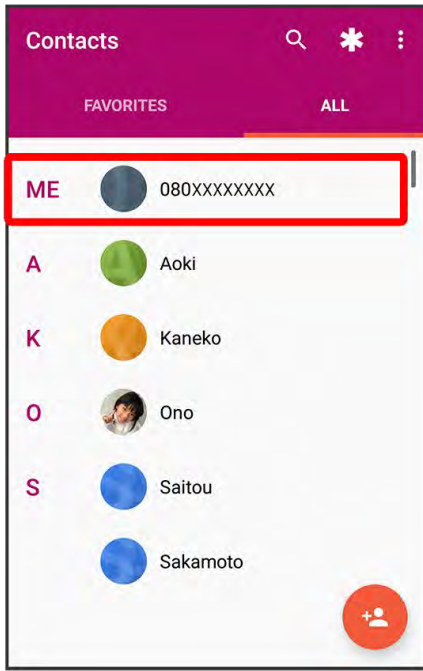 Contacts
FAVORITES ALL
ME 080XXXXXXXX
A Aoki
K Kaneko
O Ono
S Saitou
Sakamoto